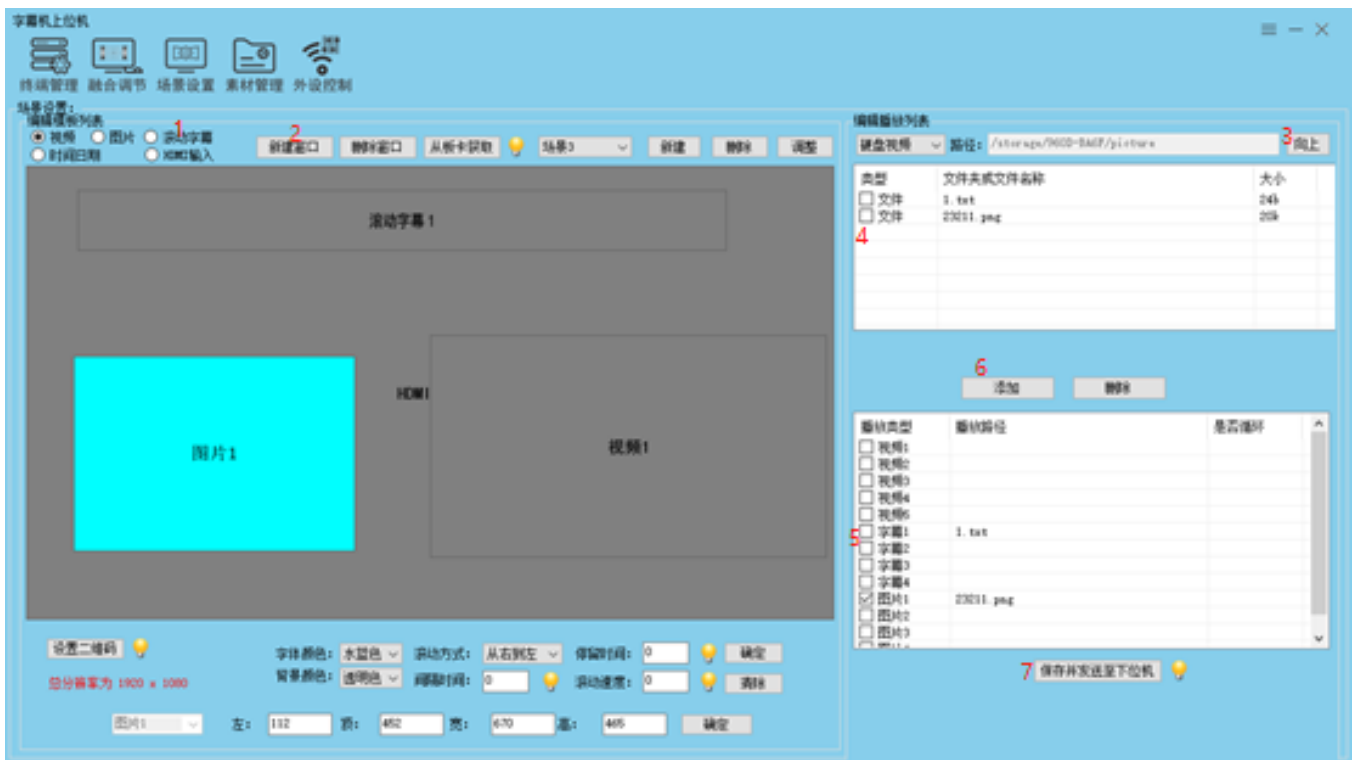 字幕机上位机
终端管理 融合调节 场景设置 素材管理 外设控制
场景设置:
编辑模板列表
视频 图片 滚动字幕
时间日期 HDMI输入
1
2
新建窗口 删除窗口 从板卡获取 场景3 新建 删除 调整
滚动字幕1
HDMI
图片1
视频1
设置二维码
总分辨率为 1920 x 1080
字体颜色: 水蓝色 滚动方式: 从右到左 停留时间: 0 确定
背景颜色: 透明色 间隔时间: 0 滚动速度: 0 清除
图片1 左: 112 顶: 452 宽: 670 高: 465 确定
编辑播放列表
3
硬盘视频 路径: 向上
类型 文件夹或文件名称 大小
文件 1.txt 24b
文件 23211.png
4
6
添加 删除
播放类型 播放路径 是否循环
视频1
视频2
视频3
视频4
视频5
5
字幕1 1.txt
字幕2
字幕3
字幕4
图片1 23211.png
图片2
图片3
7 保存并发送至下位机